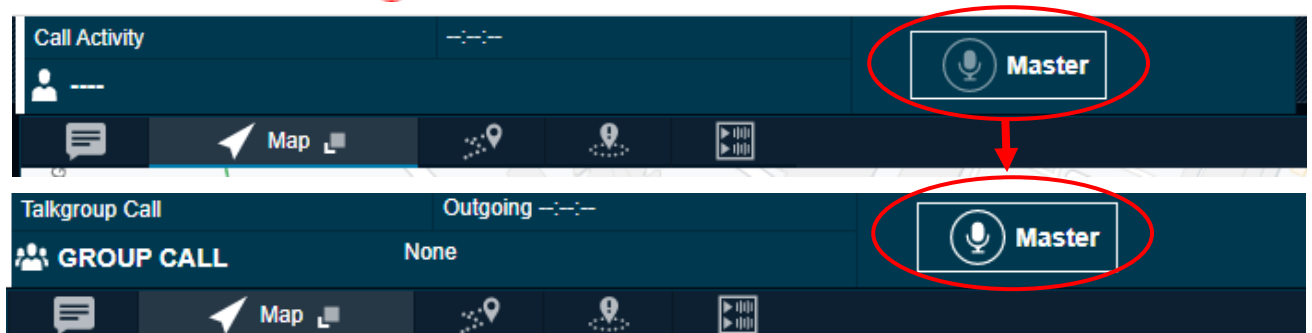 Call Activity --:--:--
Master
----
Map
Talkgroup Call Outgoing --:--:--
Master
GROUP CALL None
Map